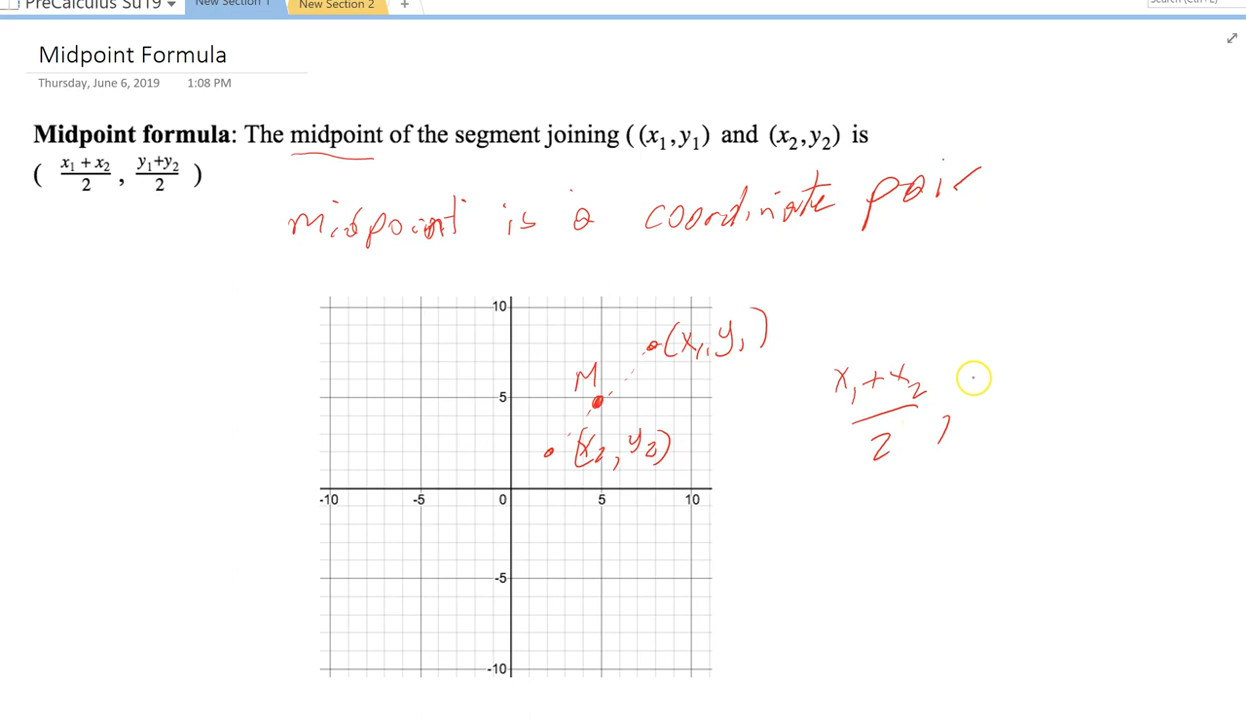 PreCalculus Su19 New Section 1 New Section 2 +
Midpoint Formula
Thursday, June 6, 2019 1:08 PM
Midpoint formula: The midpoint of the segment joining ((x₁,y₁) and (x₂,y₂) is
( x₁ + x₂ / 2 , y₁+y₂ / 2 )
midpoint is a coordinate pair
10
(x₁, y₁)
M
5
(x₂, y₂)
x₁ + x₂ / 2 ,
-10 -5 0 5 10
-5
-10